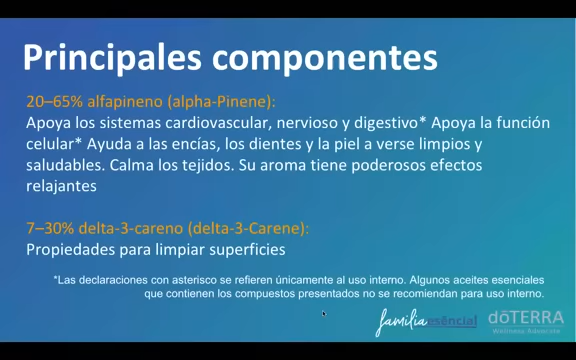 Principales componentes
20–65% alfapineno (alpha-Pinene):
Apoya los sistemas cardiovascular, nervioso y digestivo* Apoya la función
celular* Ayuda a las encías, los dientes y la piel a verse limpios y
saludables. Calma los tejidos. Su aroma tiene poderosos efectos
relajantes
7–30% delta-3-careno (delta-3-Carene):
Propiedades para limpiar superficies
*Las declaraciones con asterisco se refieren únicamente al uso interno. Algunos aceites esenciales
que contienen los compuestos presentados no se recomiendan para uso interno.
familia esencial
dōTERRA
Wellness Advocate